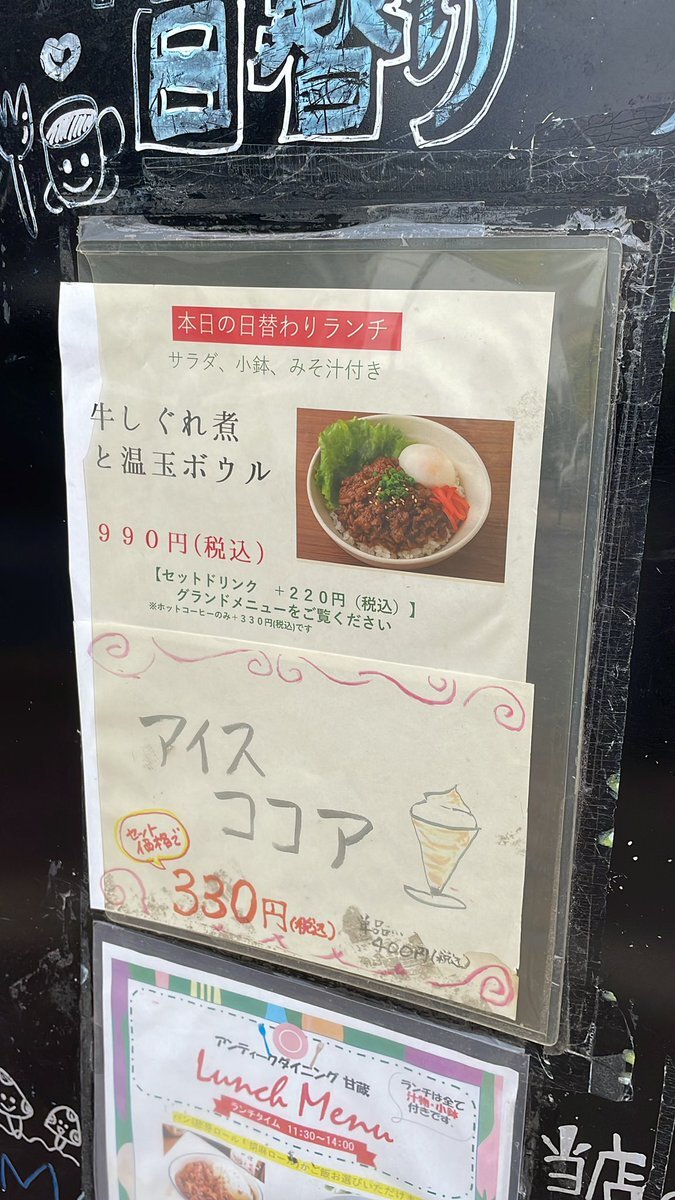 日替り
本日の日替わりランチ
サラダ、小鉢、みそ汁付き
牛しぐれ煮
と温玉ボウル
990円(税込)
【セットドリンク　+220円（税込）】
グランドメニューをご覧ください
※ホットコーヒーのみ+330円(税込)です
アイス
ココア
セット
価格で
330円(税込)
単品…
400円(税込)
アンティークダイニング 甘蔵
Lunch Menu
ランチは全て
汁物・小鉢
付きです
ランチタイム 11:30〜14:00
当店
M